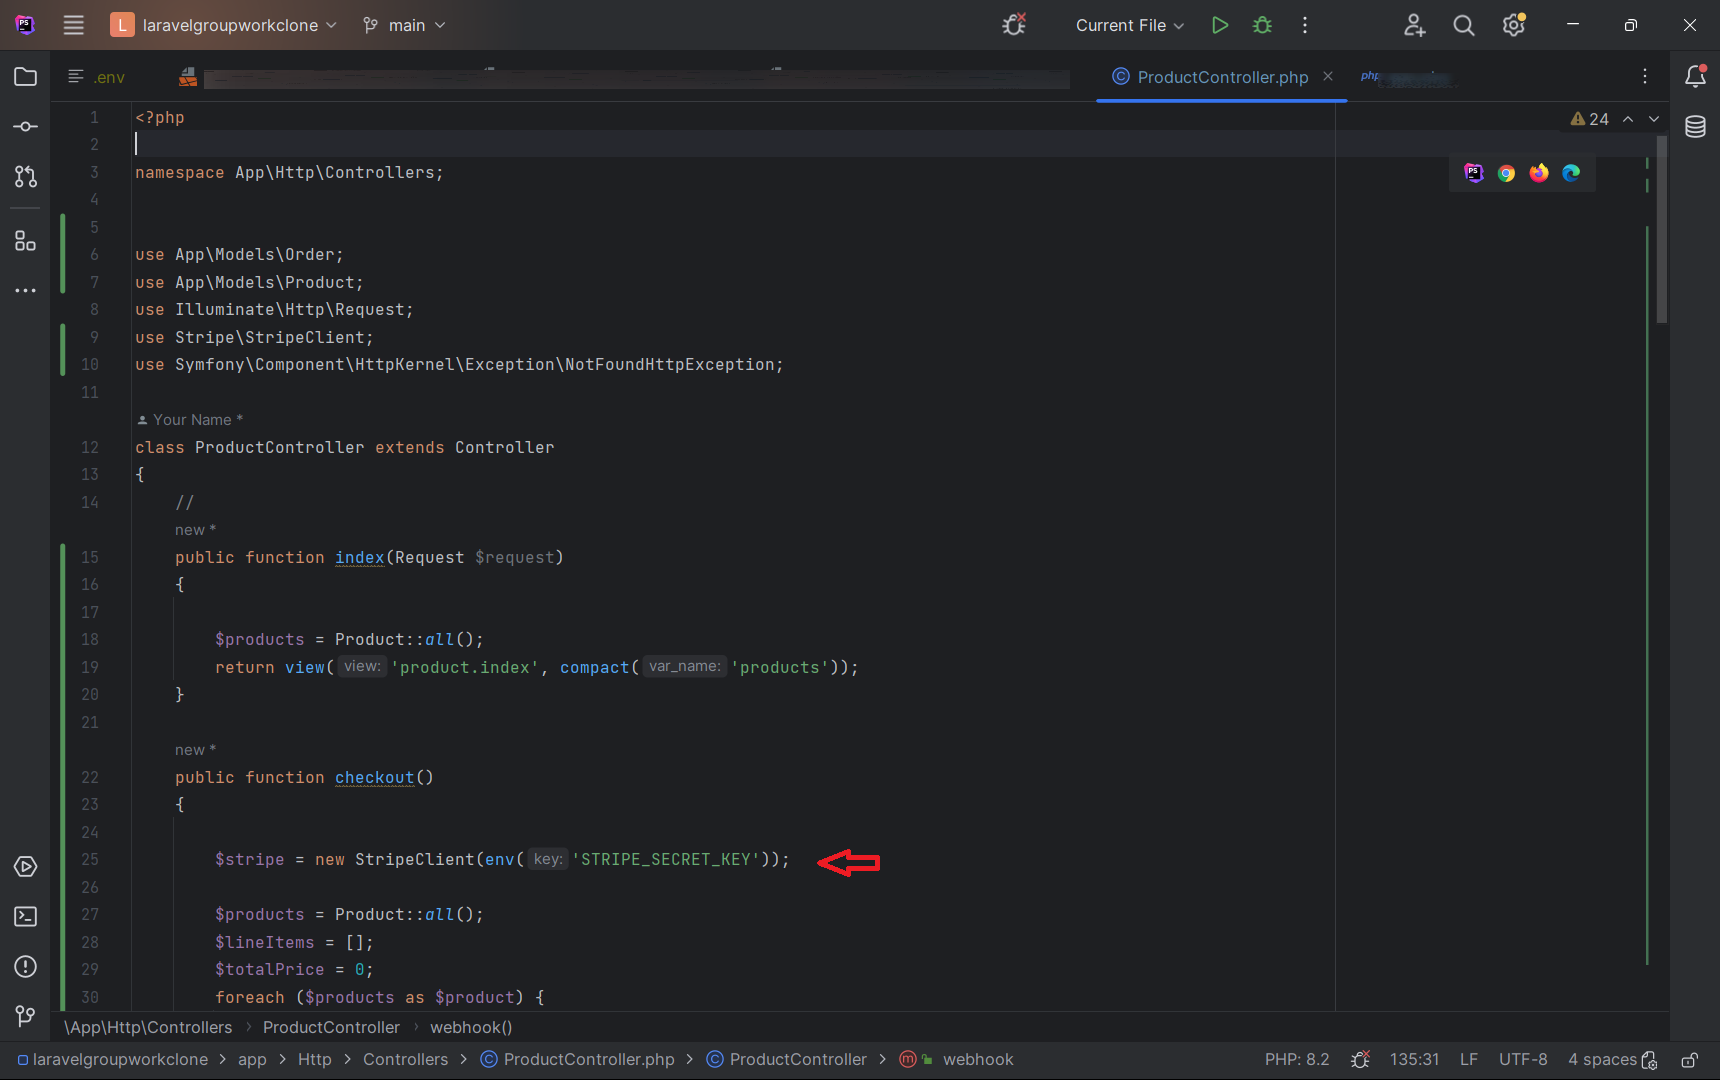 PS L laravelgroupworkclone main Current File
.env ProductController.php php
24
1 <?php
2
3 namespace App\Http\Controllers;
PS
4
5
6 use App\Models\Order;
7 use App\Models\Product;
8 use Illuminate\Http\Request;
9 use Stripe\StripeClient;
10 use Symfony\Component\HttpKernel\Exception\NotFoundHttpException;
11
Your Name *
12 class ProductController extends Controller
13 {
14 //
new *
15 public function index(Request $request)
16 {
17
18 $products = Product::all();
19 return view( view: 'product.index', compact( var_name: 'products'));
20 }
21
new *
22 public function checkout()
23 {
24
25 $stripe = new StripeClient(env( key: 'STRIPE_SECRET_KEY'));
26
27 $products = Product::all();
28 $lineItems = [];
29 $totalPrice = 0;
30 foreach ($products as $product) {
\App\Http\Controllers › ProductController › webhook()
laravelgroupworkclone > app > Http > Controllers > C ProductController.php > C ProductController > m webhook PHP: 8.2 135:31 LF UTF-8 4 spaces